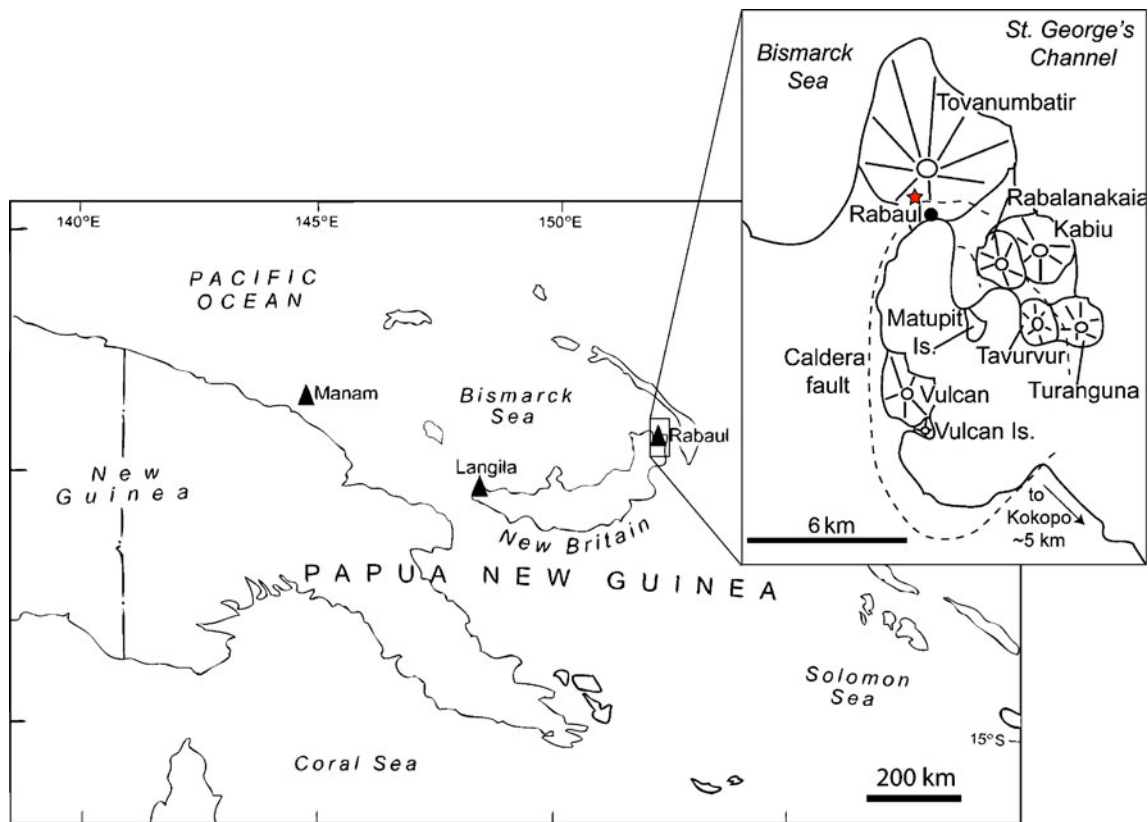 Bismarck
Sea
St. George's
Channel
Tovanumbatir
Rabalanakaia
Rabaul
Kabiu
Matupit
Is.
Tavurvur
Turanguna
Caldera
fault
Vulcan
Vulcan Is.
to
Kokopo
~5 km
6 km
140°E
145°E
150°E
PACIFIC
OCEAN
Manam
Bismarck
Sea
Rabaul
Langila
New
Guinea
New Britain
PAPUA NEW GUINEA
Solomon
Sea
Coral Sea
15°S
200 km